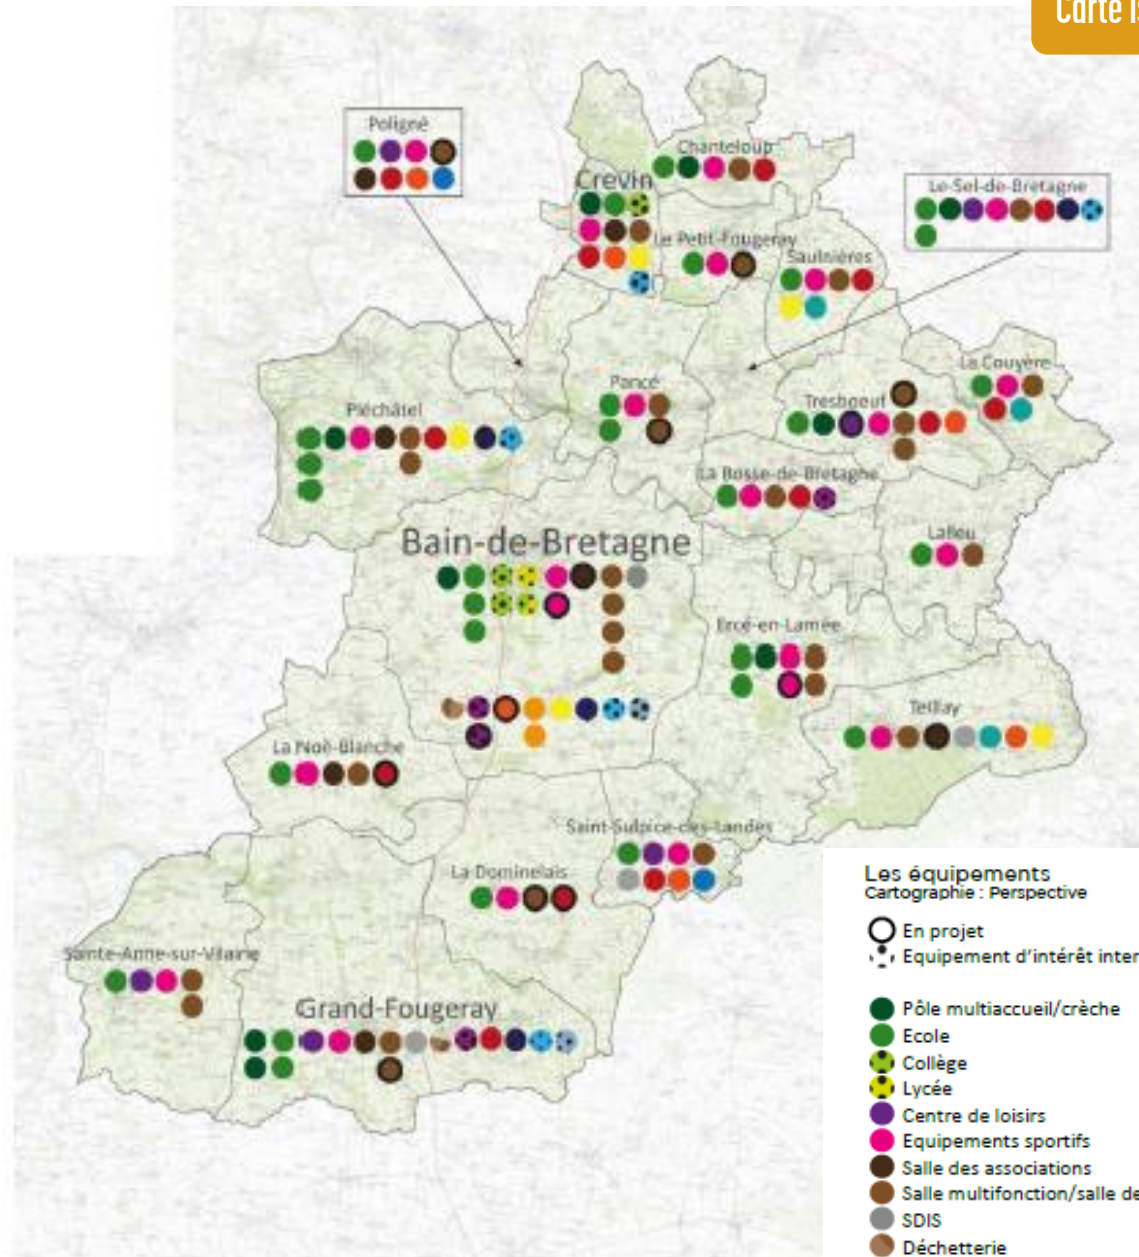 Carte
Poligné
Chanteloup
Crevin
Le-Sel-de-Bretagne
Le Petit-Fougeray
Saulnières
La Couyère
Pancé
Tresboeuf
Pléchâtel
La Bosse-de-Bretagne
Bain-de-Bretagne
Lalleu
Ercé-en-Lamée
Teillay
La Noë-Blanche
Saint-Sulpice-des-Landes
La Dominelais
Sainte-Anne-sur-Vilaine
Grand-Fougeray
Les équipements
Cartographie : Perspective
En projet
Equipement d'intérêt inter
Pôle multiaccueil/crèche
Ecole
Collège
Lycée
Centre de loisirs
Equipements sportifs
Salle des associations
Salle multifonction/salle de
SDIS
Déchetterie